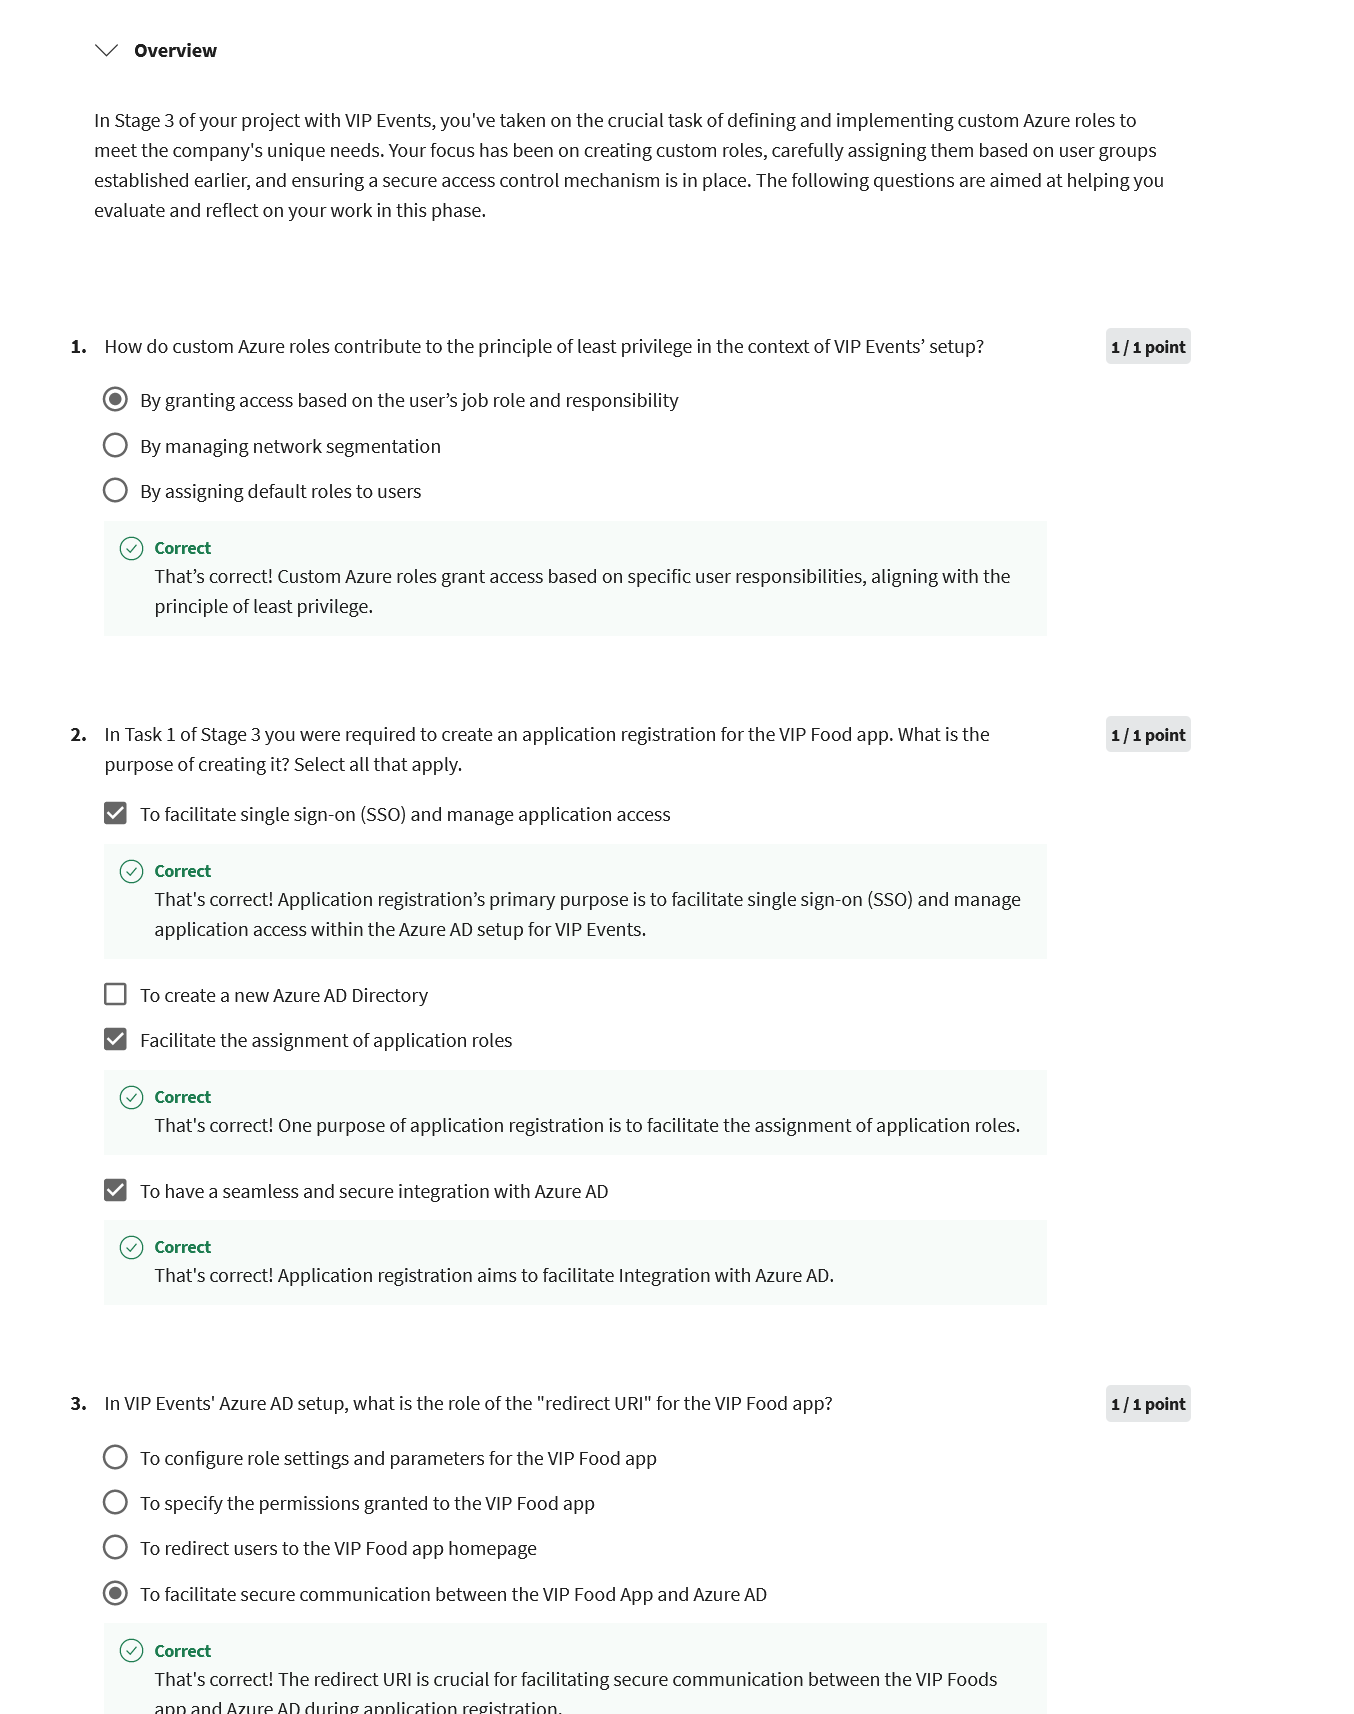 Overview
In Stage 3 of your project with VIP Events, you've taken on the crucial task of defining and implementing custom Azure roles to
meet the company's unique needs. Your focus has been on creating custom roles, carefully assigning them based on user groups
established earlier, and ensuring a secure access control mechanism is in place. The following questions are aimed at helping you
evaluate and reflect on your work in this phase.
1. How do custom Azure roles contribute to the principle of least privilege in the context of VIP Events’ setup?
1 / 1 point
By granting access based on the user’s job role and responsibility
By managing network segmentation
By assigning default roles to users
Correct
That’s correct! Custom Azure roles grant access based on specific user responsibilities, aligning with the
principle of least privilege.
2. In Task 1 of Stage 3 you were required to create an application registration for the VIP Food app. What is the
purpose of creating it? Select all that apply.
1 / 1 point
To facilitate single sign-on (SSO) and manage application access
Correct
That's correct! Application registration’s primary purpose is to facilitate single sign-on (SSO) and manage
application access within the Azure AD setup for VIP Events.
To create a new Azure AD Directory
Facilitate the assignment of application roles
Correct
That's correct! One purpose of application registration is to facilitate the assignment of application roles.
To have a seamless and secure integration with Azure AD
Correct
That's correct! Application registration aims to facilitate Integration with Azure AD.
3. In VIP Events' Azure AD setup, what is the role of the "redirect URI" for the VIP Food app?
1 / 1 point
To configure role settings and parameters for the VIP Food app
To specify the permissions granted to the VIP Food app
To redirect users to the VIP Food app homepage
To facilitate secure communication between the VIP Food App and Azure AD
Correct
That's correct! The redirect URI is crucial for facilitating secure communication between the VIP Foods
app and Azure AD during application registration.